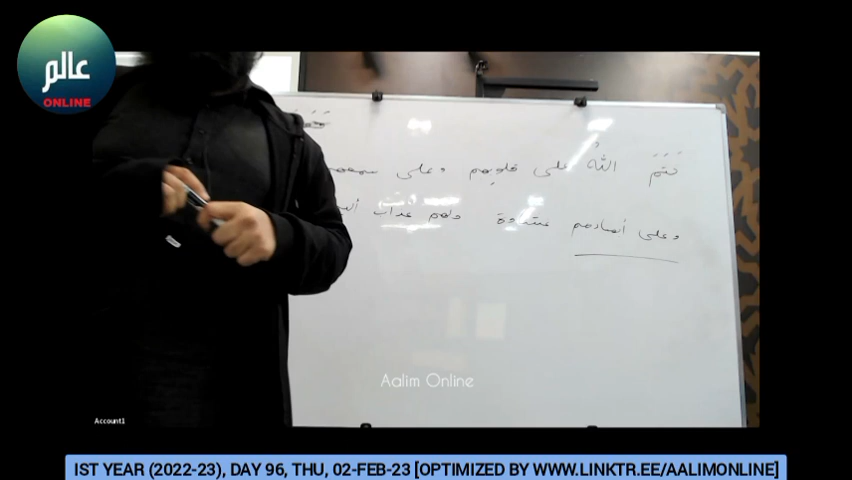 عالم
ONLINE
خَتَمَ اللهُ على قلوبهم وعلى سمعهم
وعلى أبصارهم غشاوة ولهم عذاب
Aalim Online
Account1
IST YEAR (2022-23), DAY 96, THU, 02-FEB-23 [OPTIMIZED BY WWW.LINKTR.EE/AALIMONLINE]